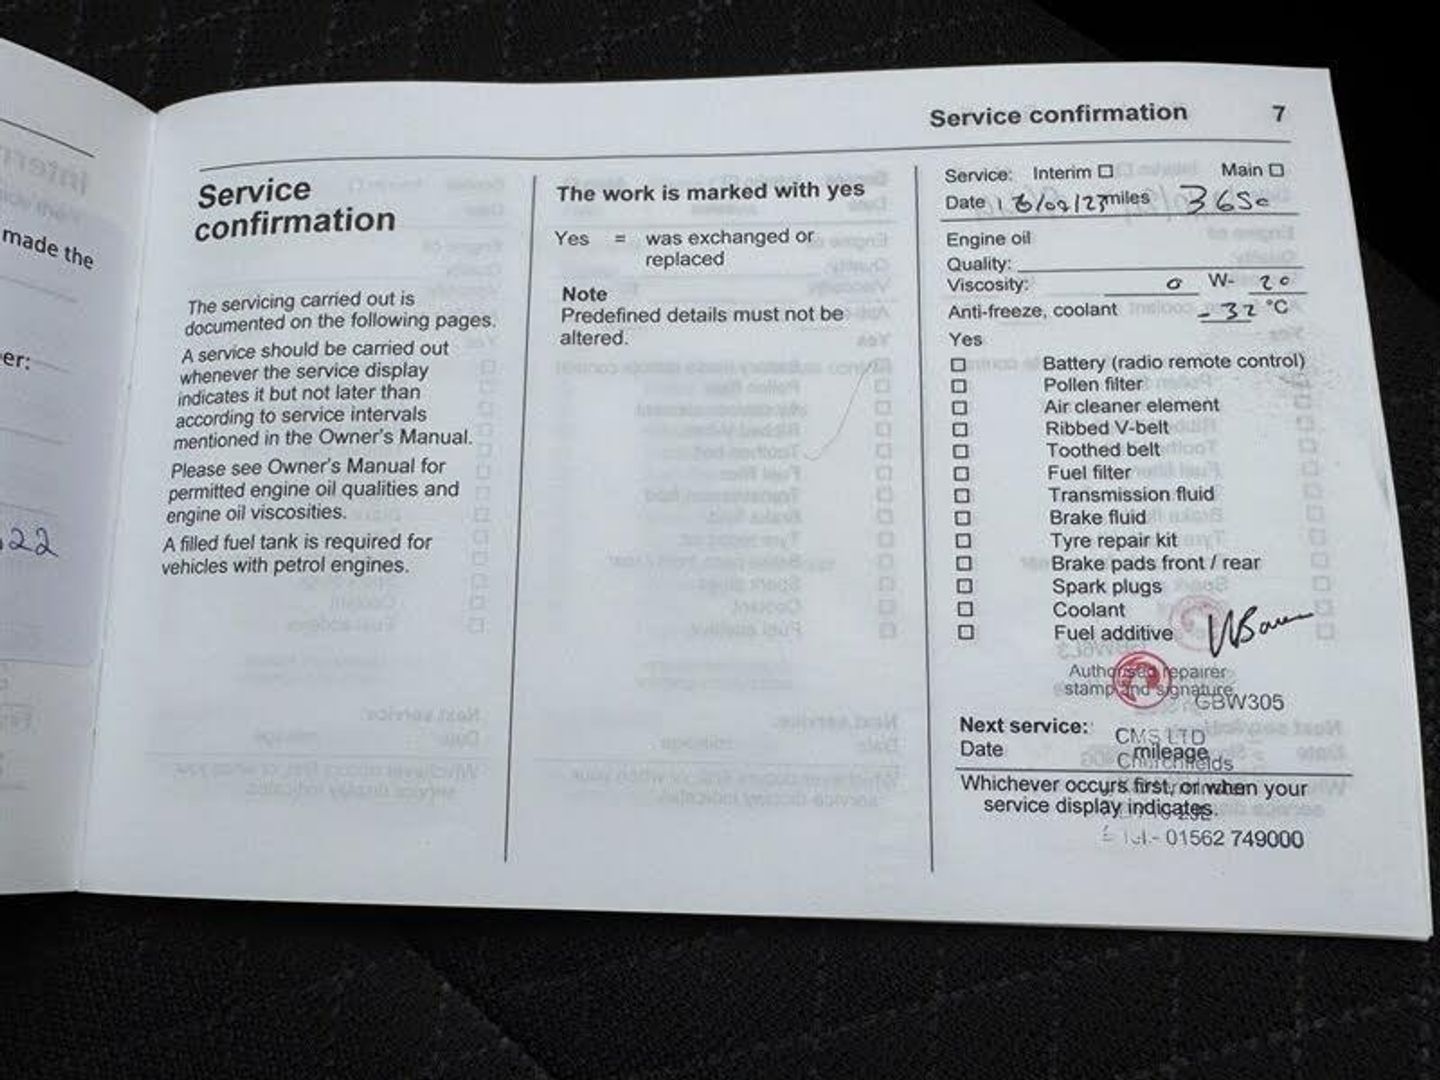 made the
er:
22
Service confirmation 7
Service
confirmation
The servicing carried out is
documented on the following pages.
A service should be carried out
whenever the service display
indicates it but not later than
according to service intervals
mentioned in the Owner's Manual.
Please see Owner's Manual for
permitted engine oil qualities and
engine oil viscosities.
A filled fuel tank is required for
vehicles with petrol engines.
The work is marked with yes
Yes = was exchanged or
replaced
Note
Predefined details must not be
altered.
Service: Interim Main
Date miles 3650
Engine oil
Quality:
Viscosity: 0 W- 20
Anti-freeze, coolant - 32 °C
Yes
Battery (radio remote control)
Pollen filter
Air cleaner element
Ribbed V-belt
Toothed belt
Fuel filter
Transmission fluid
Brake fluid
Tyre repair kit
Brake pads front / rear
Spark plugs
Coolant
Fuel additive
Authorised repairer
stamp and signature
GBW305
Next service:
CMS LTD
Date mileage
Churchfields
Whichever occurs first, or when your
service display indicates.
Tel:- 01562 749000